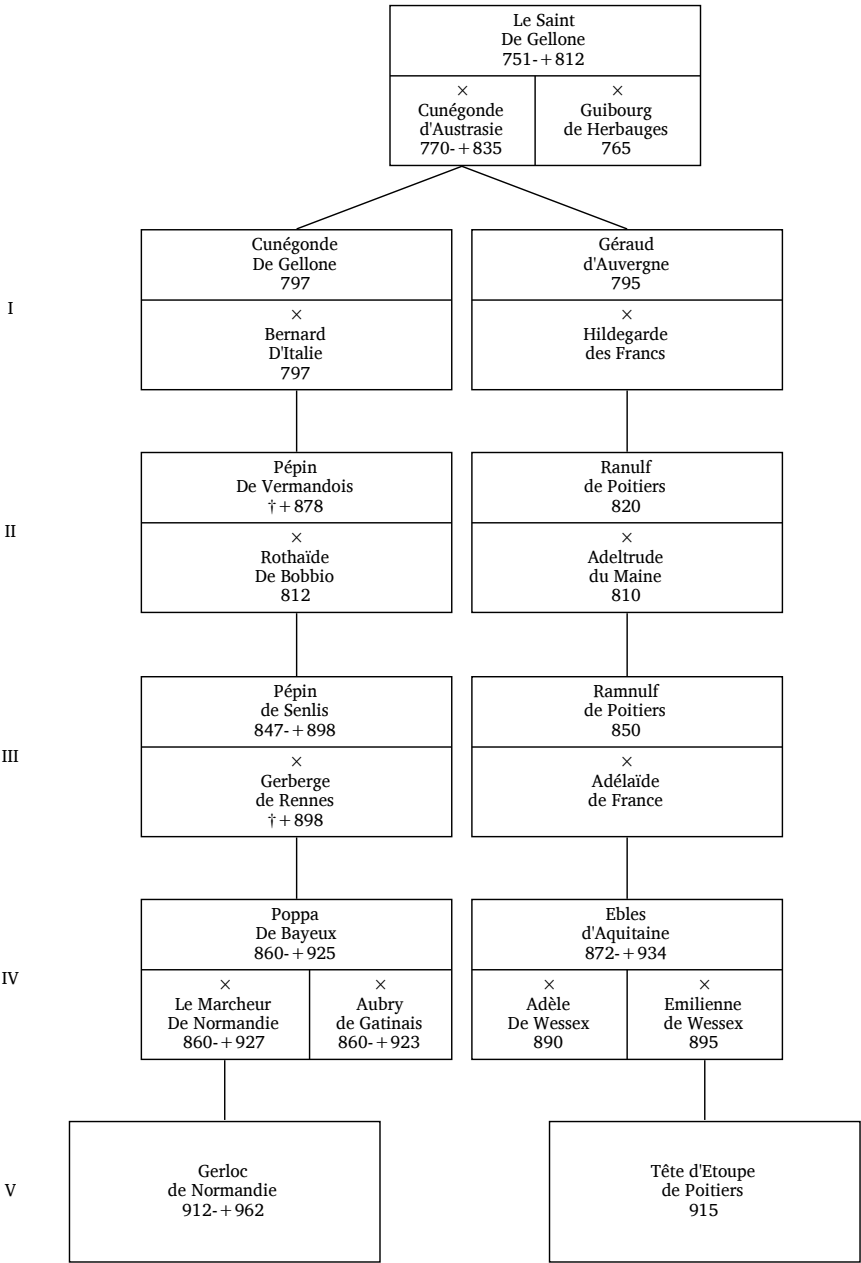 Le Saint
De Gellone
751-+812
×
Cunégonde
d'Austrasie
770-+835
×
Guibourg
de Herbauges
765
I
Cunégonde
De Gellone
797
×
Bernard
D'Italie
797
Géraud
d'Auvergne
795
×
Hildegarde
des Francs
II
Pépin
De Vermandois
†+878
×
Rothaïde
De Bobbio
812
Ranulf
de Poitiers
820
×
Adeltrude
du Maine
810
III
Pépin
de Senlis
847-+898
×
Gerberge
de Rennes
†+898
Ramnulf
de Poitiers
850
×
Adélaïde
de France
IV
Poppa
De Bayeux
860-+925
×
Le Marcheur
De Normandie
860-+927
×
Aubry
de Gatinais
860-+923
Ebles
d'Aquitaine
872-+934
×
Adèle
De Wessex
890
×
Emilienne
de Wessex
895
V
Gerloc
de Normandie
912-+962
Tête d'Etoupe
de Poitiers
915